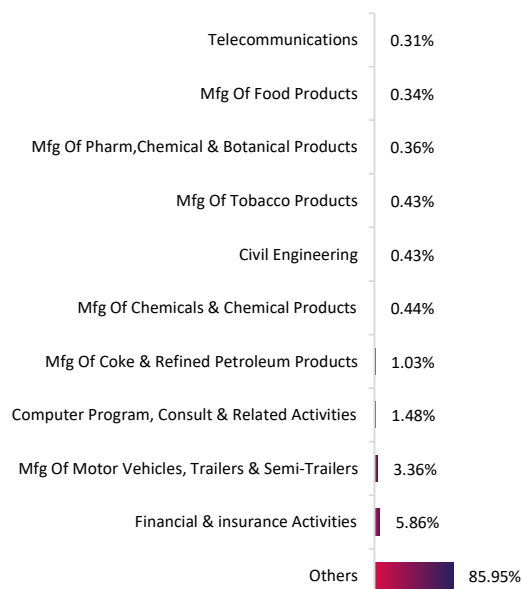 Telecommunications 0.31%
Mfg Of Food Products 0.34%
Mfg Of Pharm,Chemical & Botanical Products 0.36%
Mfg Of Tobacco Products 0.43%
Civil Engineering 0.43%
Mfg Of Chemicals & Chemical Products 0.44%
Mfg Of Coke & Refined Petroleum Products 1.03%
Computer Program, Consult & Related Activities 1.48%
Mfg Of Motor Vehicles, Trailers & Semi-Trailers 3.36%
Financial & insurance Activities 5.86%
Others 85.95%